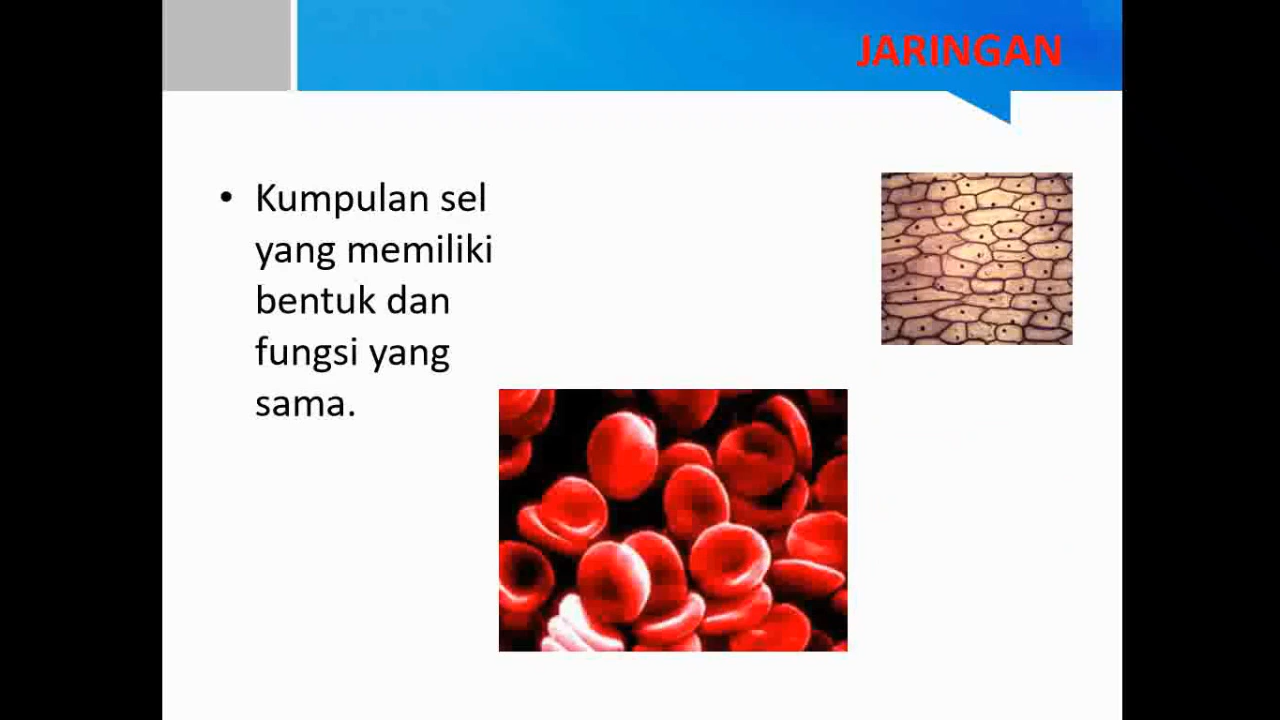 JARINGAN
• Kumpulan sel
yang memiliki
bentuk dan
fungsi yang
sama.